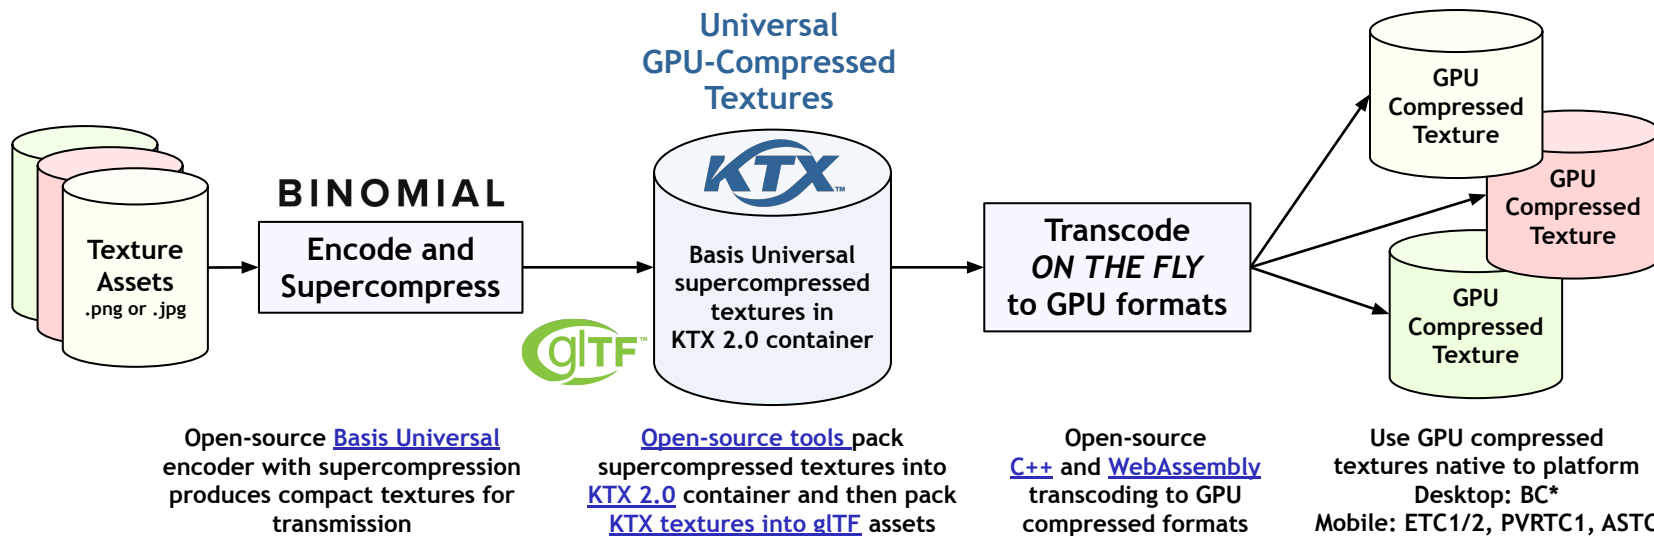 Universal
GPU-Compressed
Textures
Texture
Assets
.png or .jpg
BINOMIAL
Encode and
Supercompress
glTF™
KTX™
Basis Universal
supercompressed
textures in
KTX 2.0 container
Transcode
ON THE FLY
to GPU formats
GPU
Compressed
Texture
GPU
Compressed
Texture
GPU
Compressed
Texture
Open-source Basis Universal
encoder with supercompression
produces compact textures for
transmission
Open-source tools pack
supercompressed textures into
KTX 2.0 container and then pack
KTX textures into glTF assets
Open-source
C++ and WebAssembly
transcoding to GPU
compressed formats
Use GPU compressed
textures native to platform
Desktop: BC*
Mobile: ETC1/2, PVRTC1, ASTC